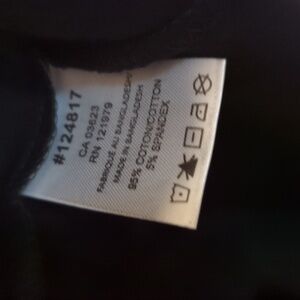 #124817
CA 03623
RN 121979
FABRIQUÉ AU BANGLADESH/
MADE IN BANGLADESH
95% COTON/COTTON
5% SPANDEX